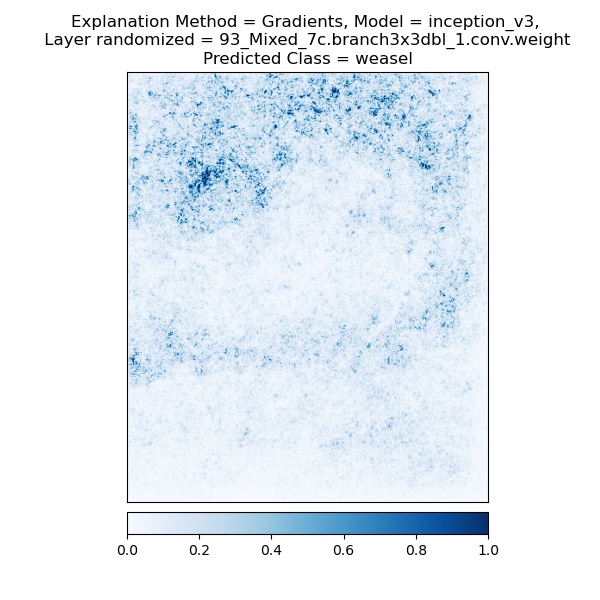 Explanation Method = Gradients, Model = inception_v3,
Layer randomized = 93_Mixed_7c.branch3x3dbl_1.conv.weight
Predicted Class = weasel
0.0 0.2 0.4 0.6 0.8 1.0